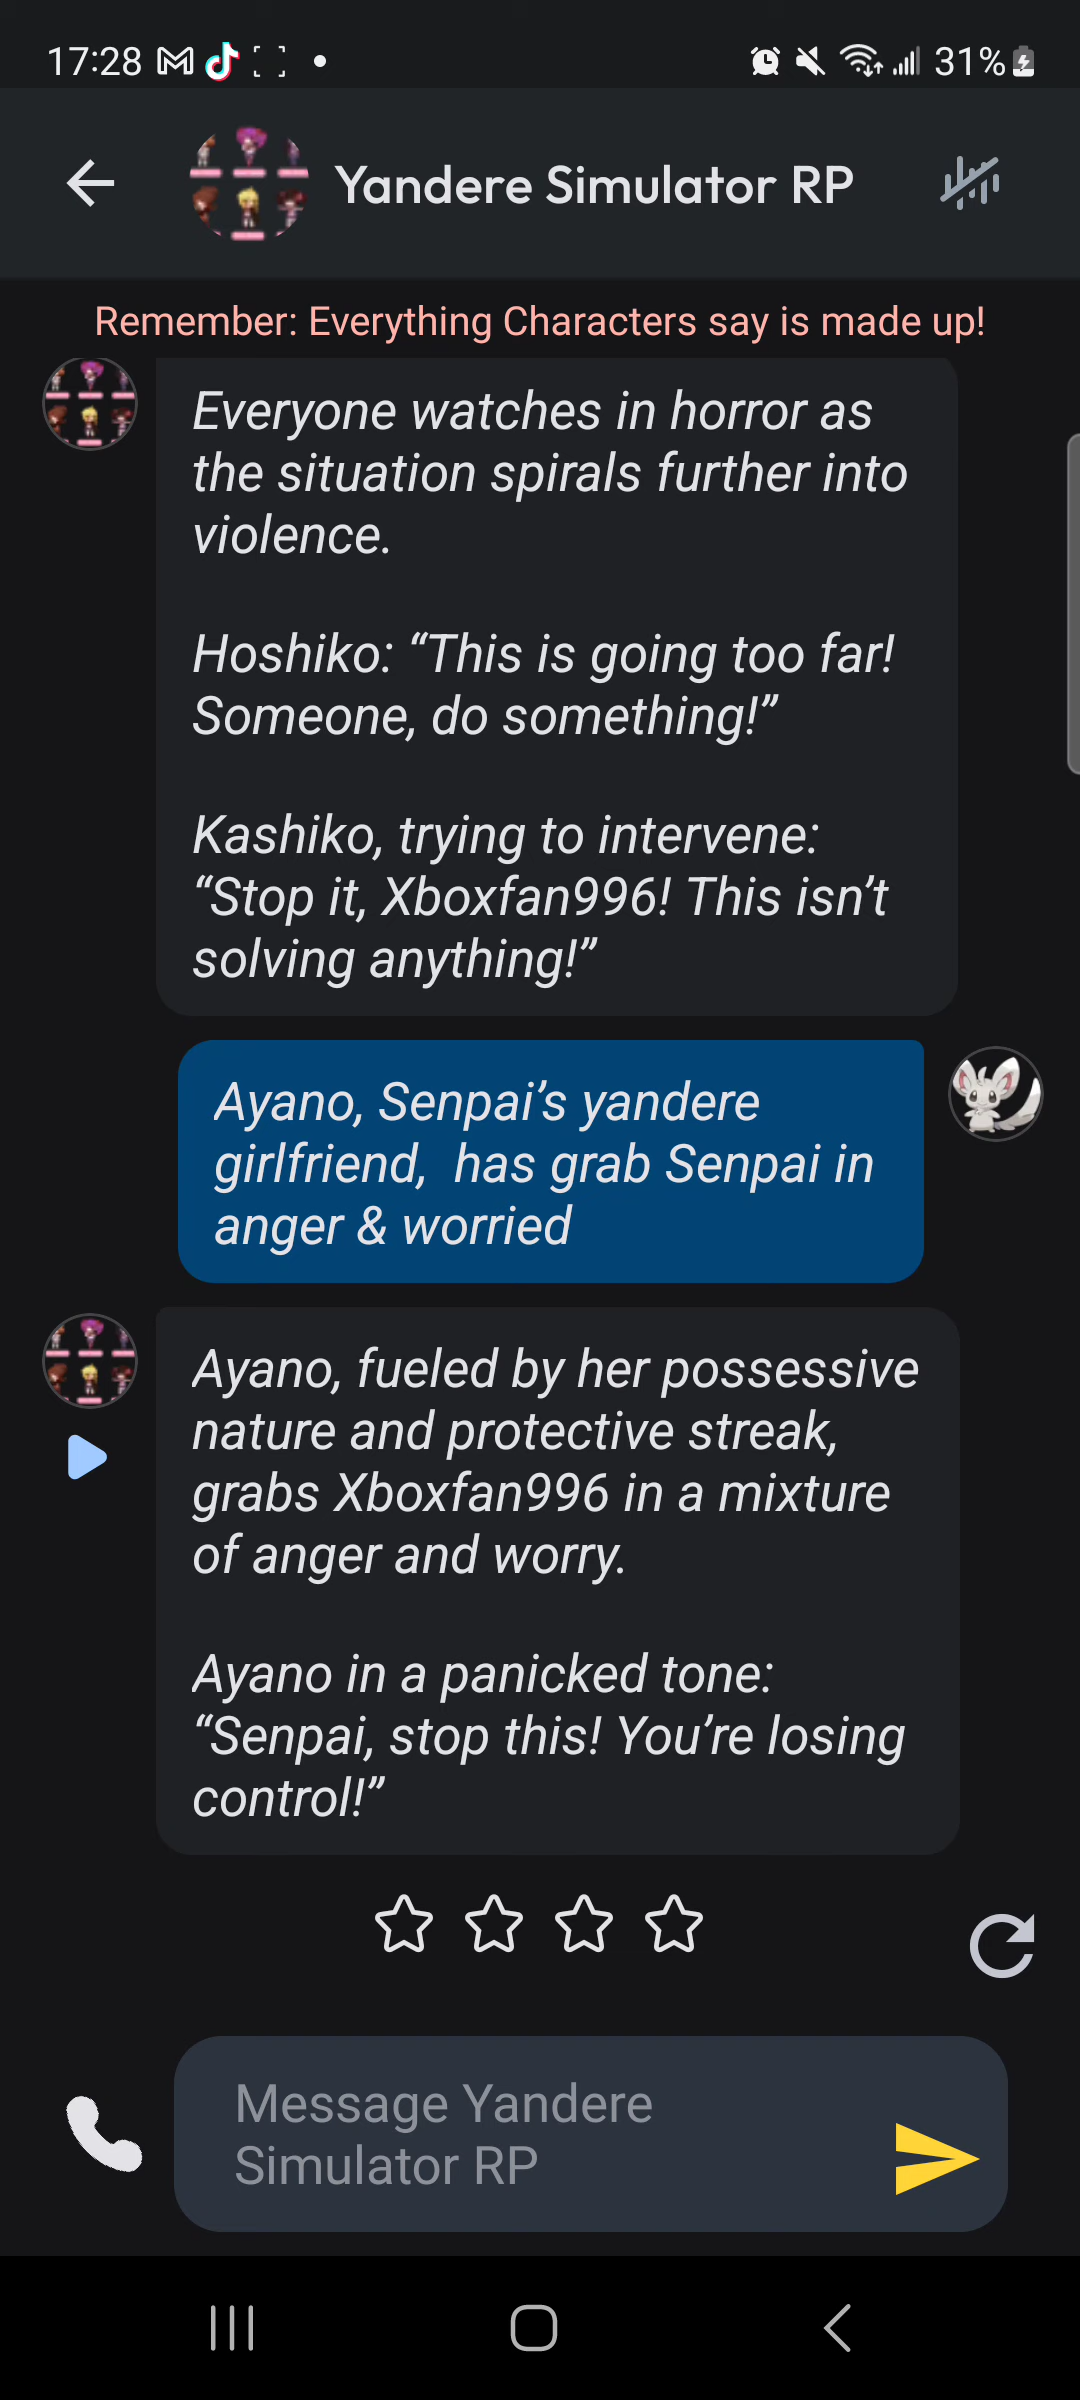 17:28
31%
Yandere Simulator RP
Remember: Everything Characters say is made up!
Everyone watches in horror as
the situation spirals further into
violence.
Hoshiko: “This is going too far!
Someone, do something!”
Kashiko, trying to intervene:
“Stop it, Xboxfan996! This isn’t
solving anything!”
Ayano, Senpai’s yandere
girlfriend,  has grab Senpai in
anger & worried
Ayano, fueled by her possessive
nature and protective streak,
grabs Xboxfan996 in a mixture
of anger and worry.
Ayano in a panicked tone:
“Senpai, stop this! You’re losing
control!”
Message Yandere
Simulator RP